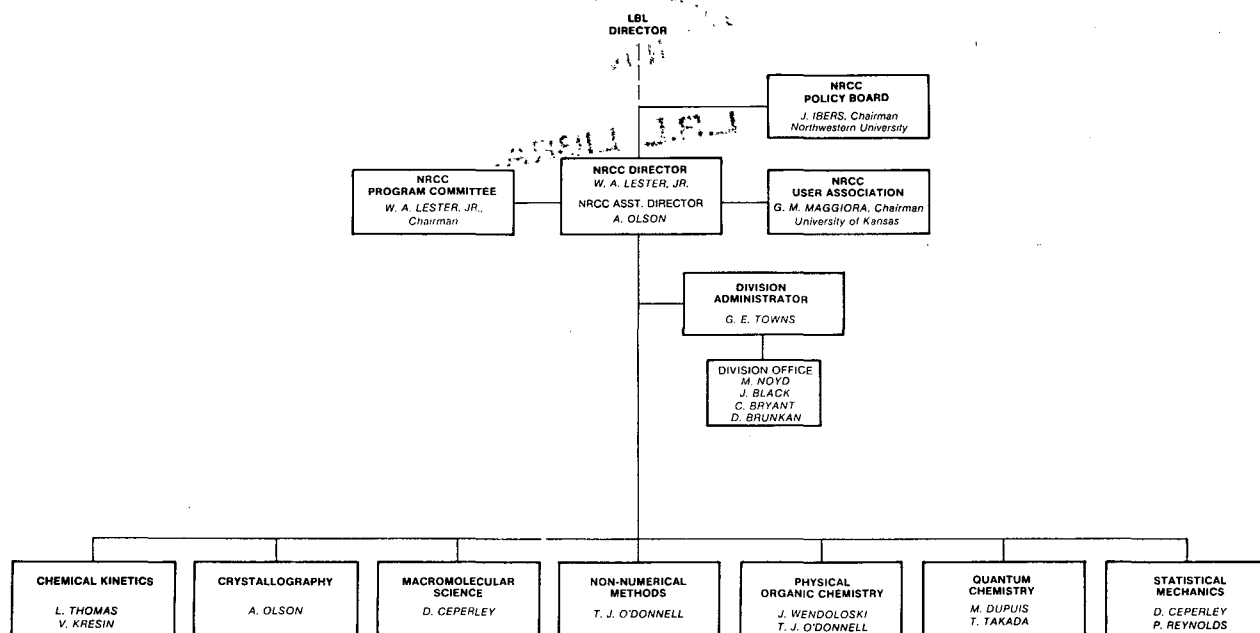 LBL
DIRECTOR
NRCC
POLICY BOARD
J. IBERS, Chairman
Northwestern University
NRCC
PROGRAM COMMITTEE
W. A. LESTER, JR.,
Chairman
NRCC DIRECTOR
W. A. LESTER, JR.
NRCC ASST. DIRECTOR
A. OLSON
NRCC
USER ASSOCIATION
G. M. MAGGIORA, Chairman
University of Kansas
DIVISION
ADMINISTRATOR
G. E. TOWNS
DIVISION OFFICE
M. NOYD
J. BLACK
C. BRYANT
D. BRUNKAN
CHEMICAL KINETICS
L. THOMAS
V. KRESIN
CRYSTALLOGRAPHY
A. OLSON
MACROMOLECULAR
SCIENCE
D. CEPERLEY
NON-NUMERICAL
METHODS
T. J. O'DONNELL
PHYSICAL
ORGANIC CHEMISTRY
J. WENDOLOSKI
T. J. O'DONNELL
QUANTUM
CHEMISTRY
M. DUPUIS
T. TAKADA
STATISTICAL
MECHANICS
D. CEPERLEY
P. REYNOLDS